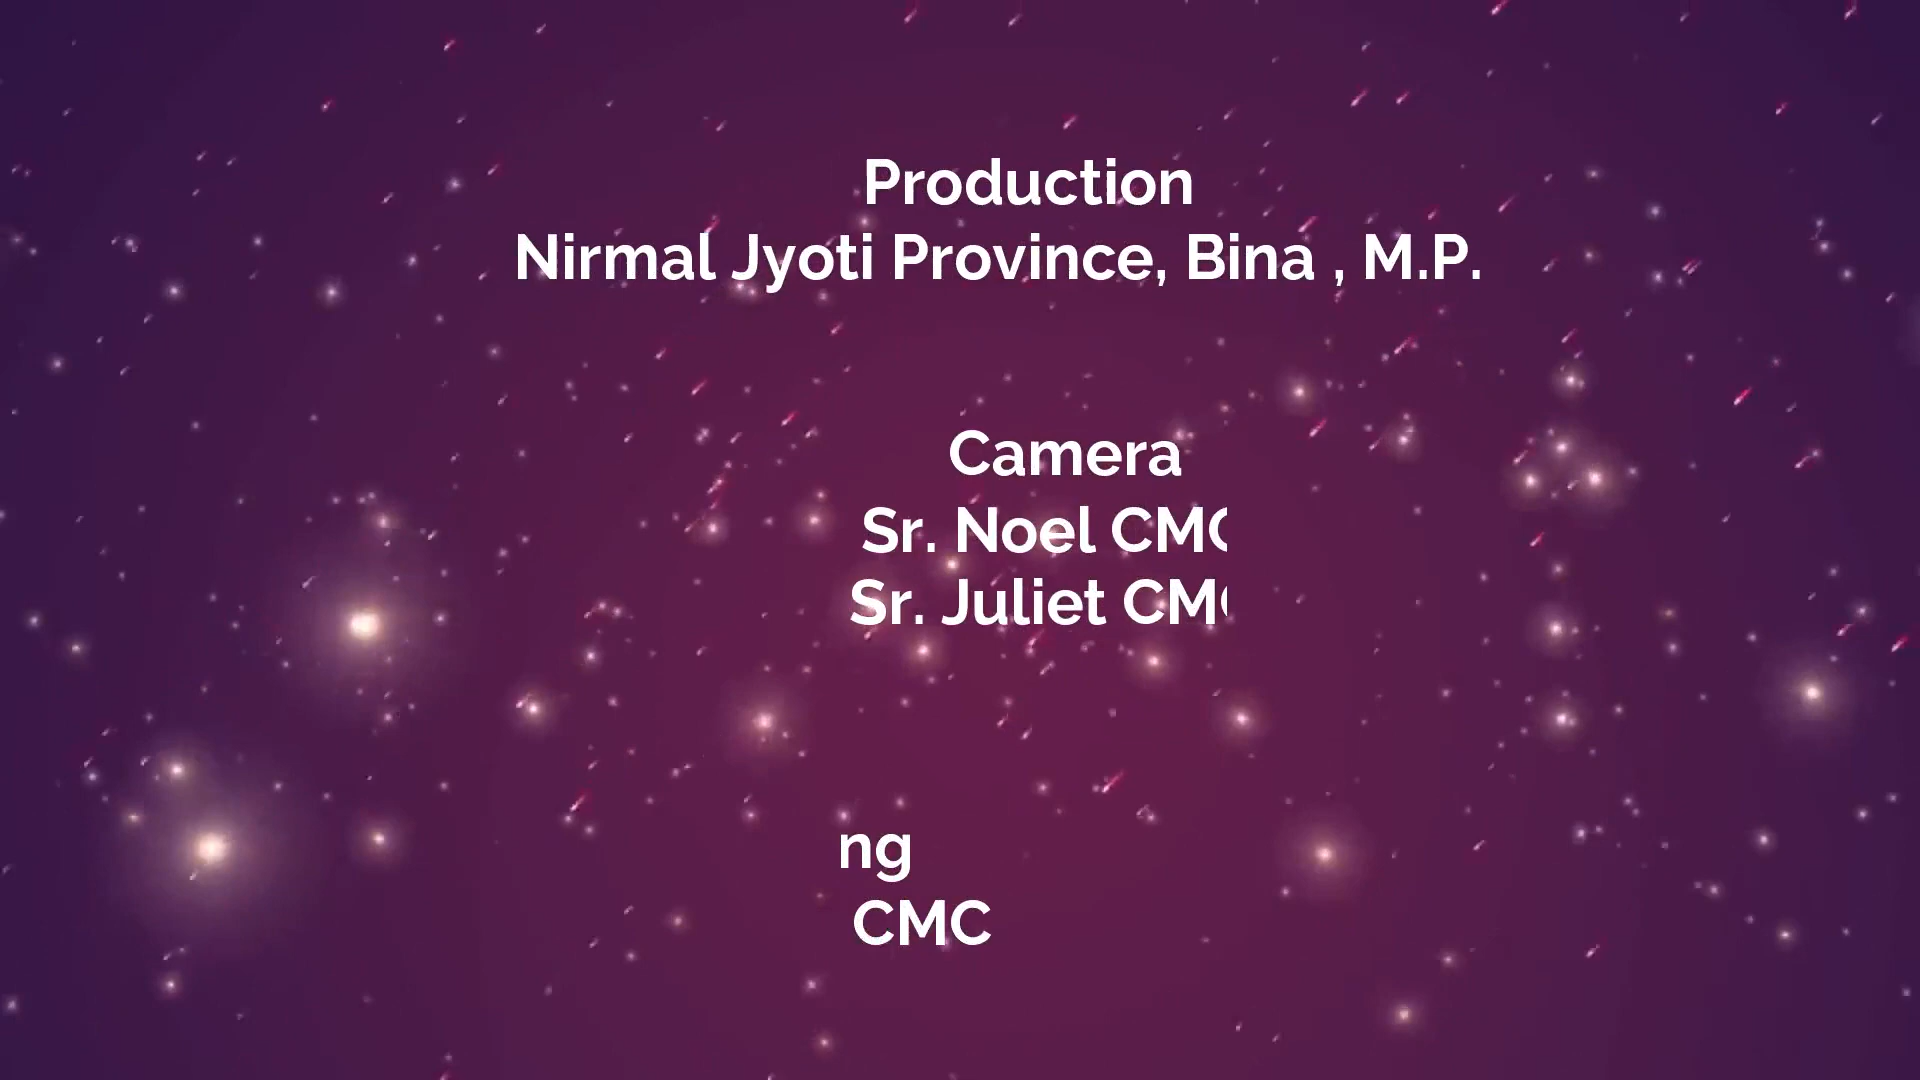 Production
Nirmal Jyoti Province, Bina , M.P.
Camera
Sr. Noel CMC
Sr. Juliet CMC
ng
CMC